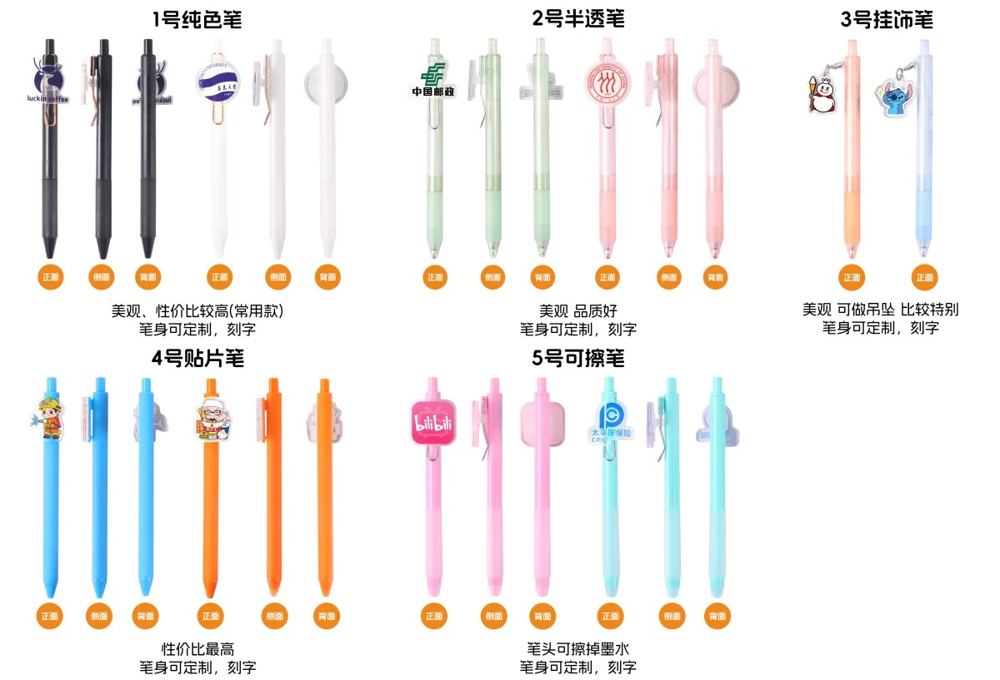 1号纯色笔
2号半透笔
3号挂饰笔
luckin coffee
中国邮政
正面
侧面
背面
正面
侧面
背面
正面
侧面
背面
正面
侧面
背面
正面
正面
美观、性价比较高(常用款)
笔身可定制，刻字
美观 品质好
笔身可定制，刻字
美观 可做吊坠 比较特别
笔身可定制，刻字
4号贴片笔
5号可擦笔
KFC
bilibili
太平洋保险
CPIC
正面
侧面
背面
正面
侧面
背面
正面
侧面
背面
正面
侧面
背面
性价比最高
笔身可定制，刻字
笔头可擦掉墨水
笔身可定制，刻字